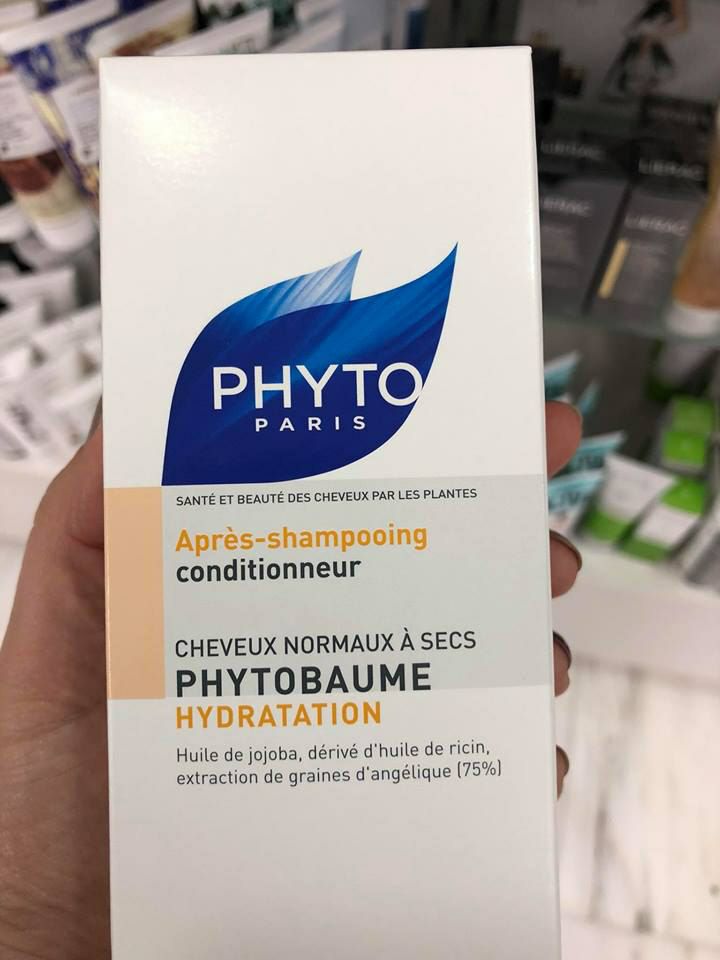 PHYTO
PARIS
SANTÉ ET BEAUTÉ DES CHEVEUX PAR LES PLANTES
Après-shampooing
conditionneur
CHEVEUX NORMAUX À SECS
PHYTOBAUME
HYDRATATION
Huile de jojoba, dérivé d'huile de ricin,
extraction de graines d'angélique (75%)
LIERAC